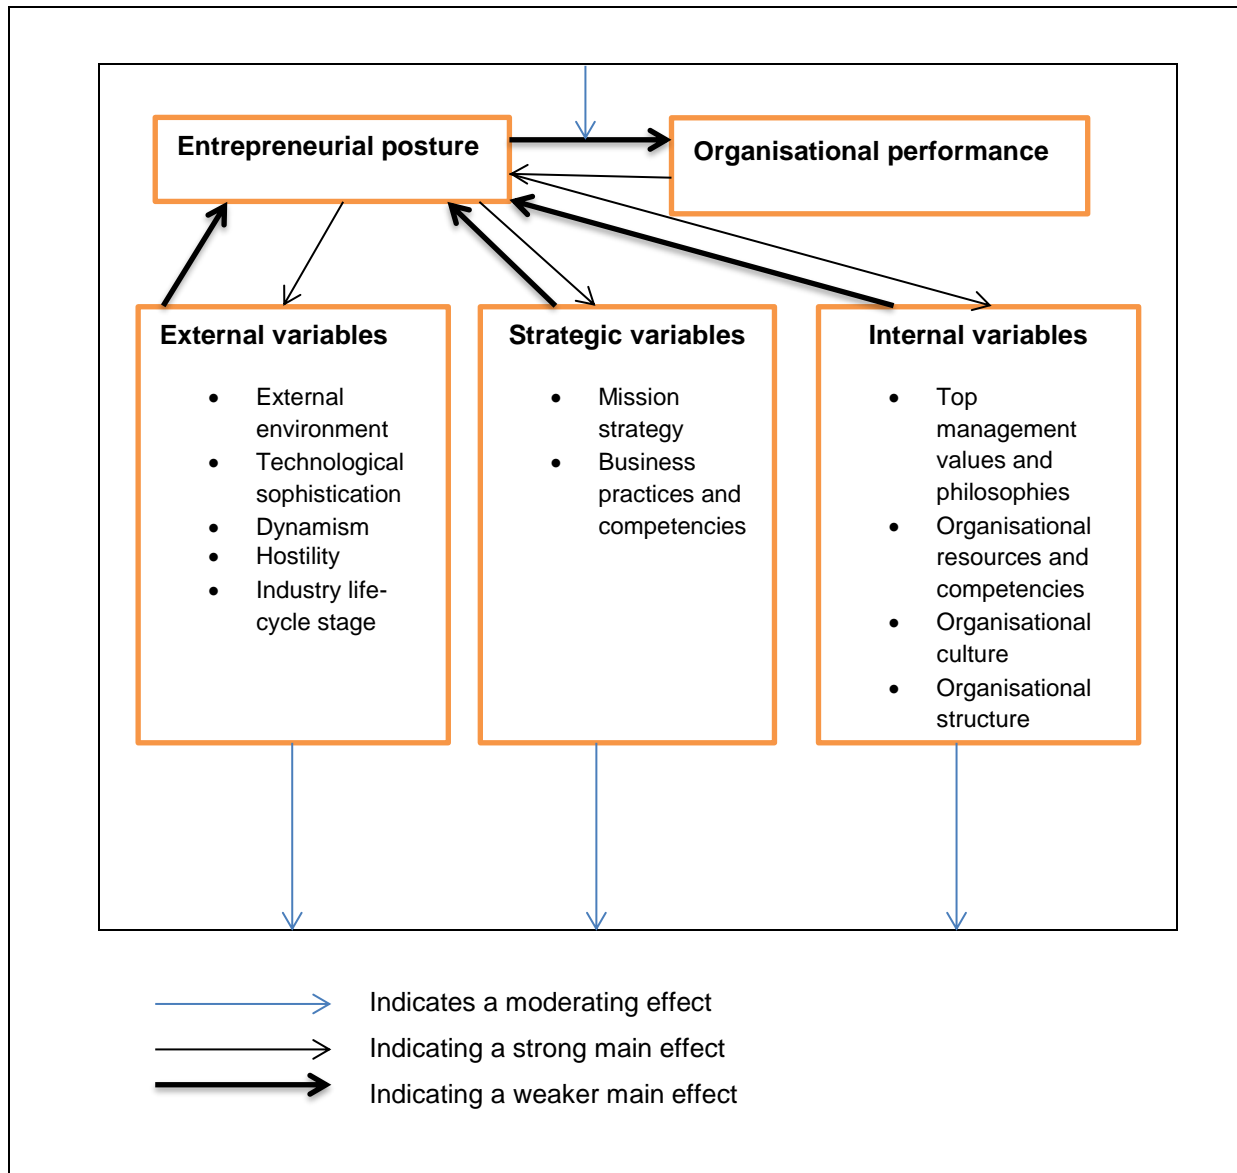 Entrepreneurial posture
Organisational performance
External variables
• External
environment
• Technological
sophistication
• Dynamism
• Hostility
• Industry life-
cycle stage
Strategic variables
• Mission
strategy
• Business
practices and
competencies
Internal variables
• Top
management
values and
philosophies
• Organisational
resources and
competencies
• Organisational
culture
• Organisational
structure
Indicates a moderating effect
Indicating a strong main effect
Indicating a weaker main effect